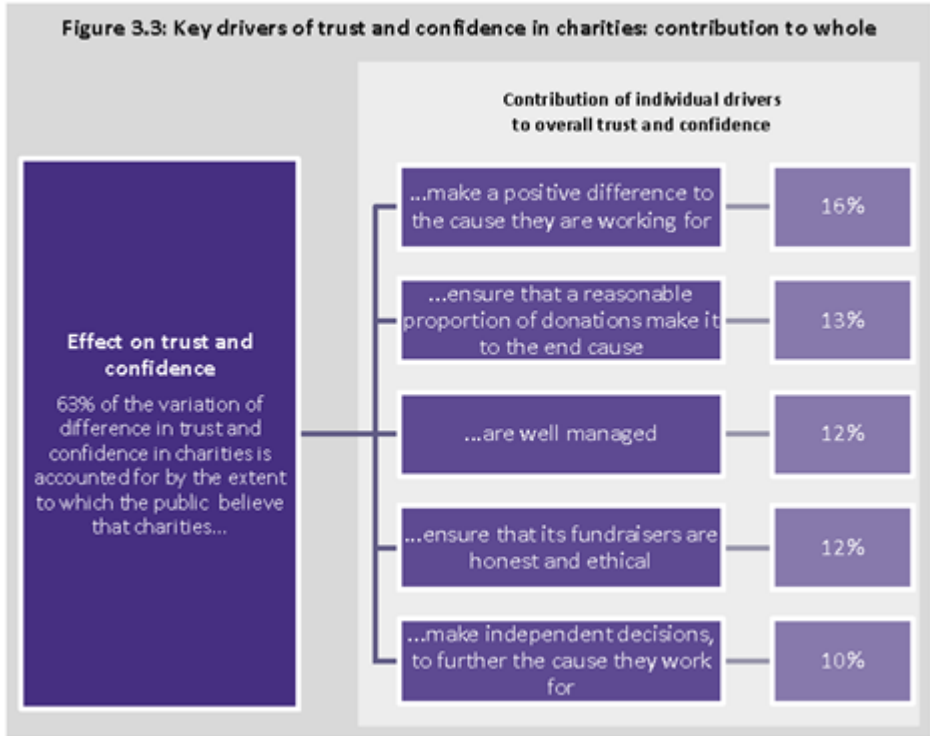 Figure 3.3: Key drivers of trust and confidence in charities: contribution to whole
Contribution of individual drivers
to overall trust and confidence
Effect on trust and
confidence
63% of the variation of
difference in trust and
confidence in charities is
accounted for by the extent
to which the public believe
that charities...
...make a positive difference to
the cause they are working for
16%
...ensure that a reasonable
proportion of donations make it
to the end cause
13%
...are well managed
12%
...ensure that its fundraisers are
honest and ethical
12%
...make independent decisions,
to further the cause they work
for
10%